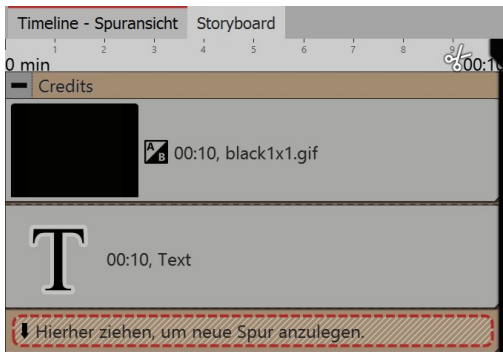 Timeline - Spuransicht Storyboard
1 2 3 4 5 6 7 8 9
0 min 00:10
Credits
A B 00:10, black1x1.gif
T 00:10, Text
Hierher ziehen, um neue Spur anzulegen.